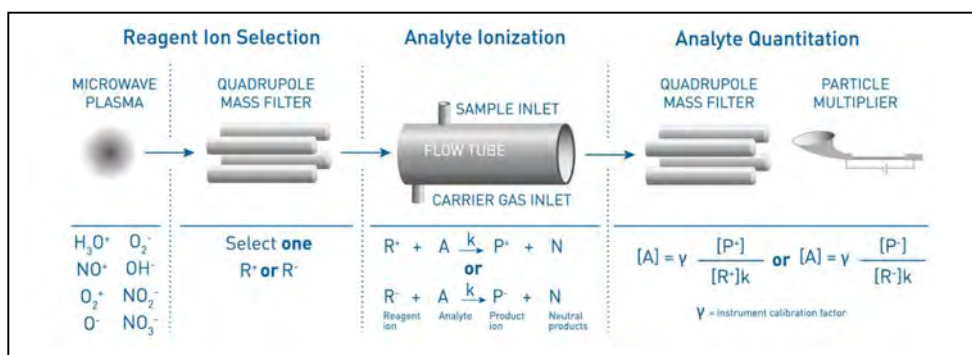 Reagent Ion Selection
Analyte Ionization
Analyte Quantitation
MICROWAVE
PLASMA
QUADRUPOLE
MASS FILTER
SAMPLE INLET
FLOW TUBE
CARRIER GAS INLET
QUADRUPOLE
MASS FILTER
PARTICLE
MULTIPLIER
H₃O⁺ O₂⁻
NO⁺ OH⁻
O₂⁺ NO₂⁻
O⁻ NO₃⁻
Select one
R⁺ or R⁻
R⁺ + A k→ P⁺ + N
or
R⁻ + A k→ P⁻ + N
Reagent ion Analyte Product ion Neutral products
[A] = γ [P⁺] / [R⁺]k or [A] = γ [P⁻] / [R⁻]k
γ = instrument calibration factor